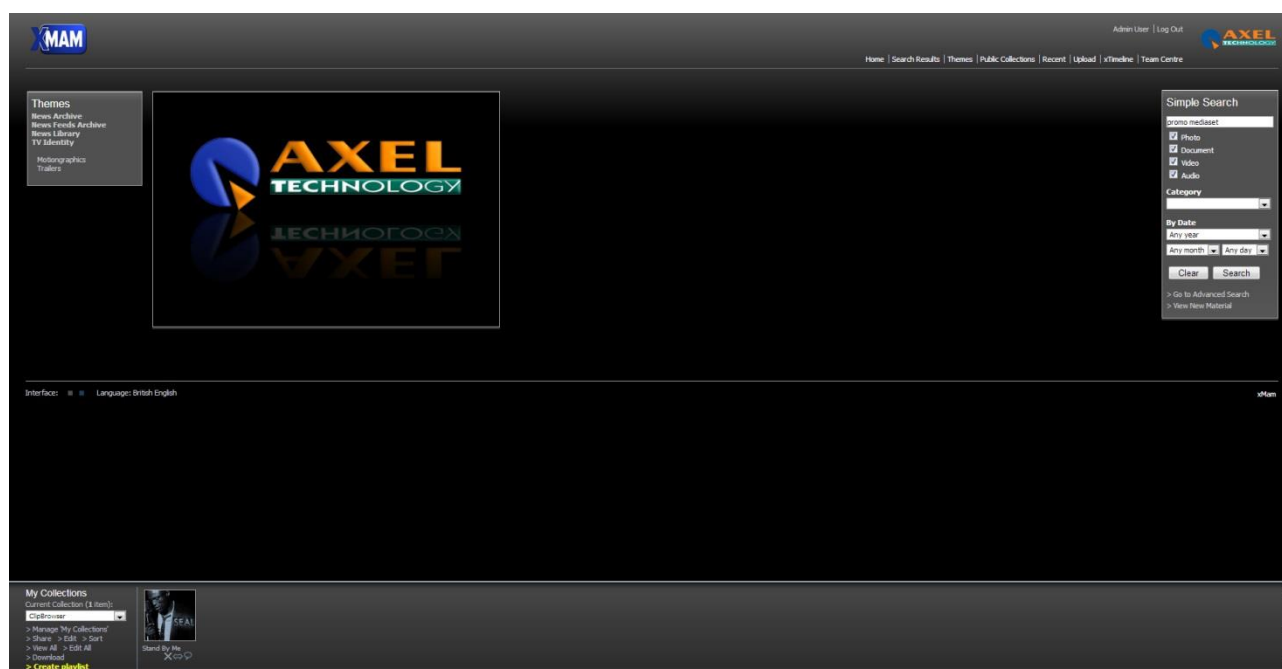 XMAM
Admin User | Log Out
AXEL
TECHNOLOGY
Home | Search Results | Themes | Public Collections | Recent | Upload | xTimeline | Team Centre
Themes
News Archive
News Feeds Archive
News Library
TV Identity
Motiongraphics
Trailers
AXEL
TECHNOLOGY
Simple Search
promo mediaset
Photo
Document
Video
Audio
Category
By Date
Any year
Any month Any day
Clear Search
> Go to Advanced Search
> View New Material
Interface: Language: British English
xMam
My Collections
Current Collection (1 item):
ClipBrowser
> Manage 'My Collections'
> Share > Edit > Sort
> View All > Edit All
> Download
> Create playlist
SEAL
Stand By Me